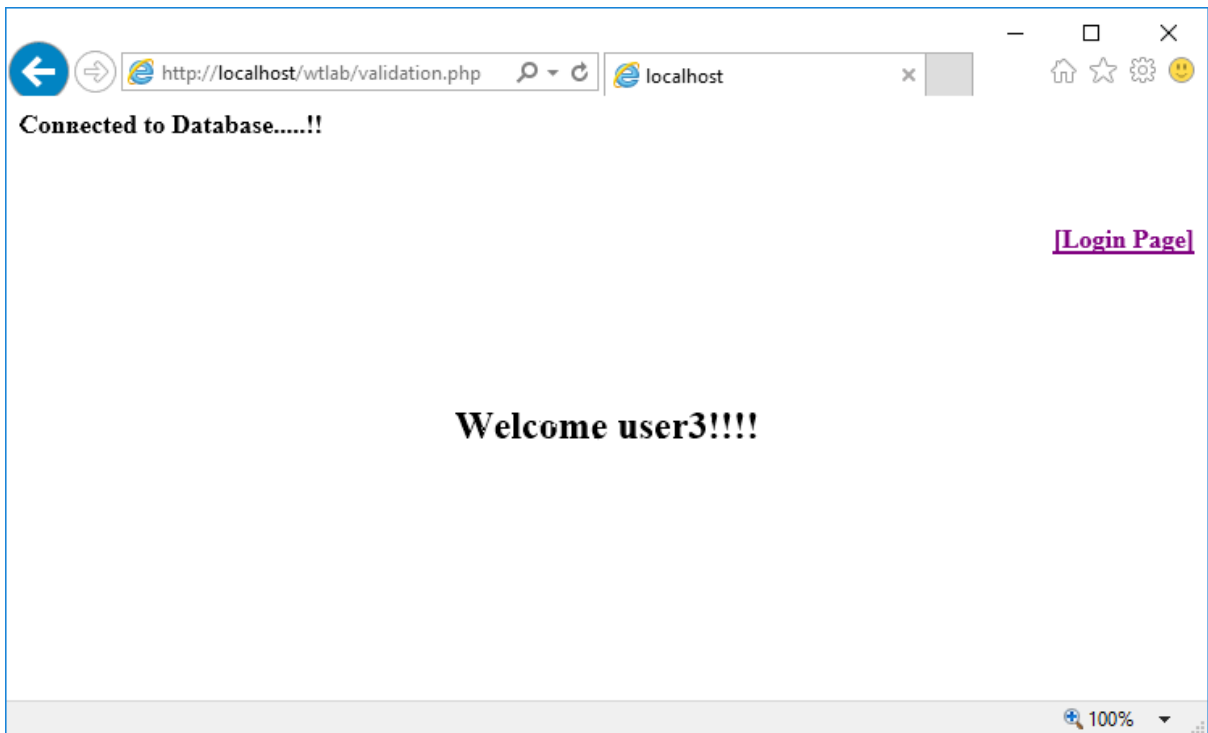 http://localhost/wtlab/validation.php
localhost
Connected to Database.....!!
[Login Page]
Welcome user3!!!!
100%